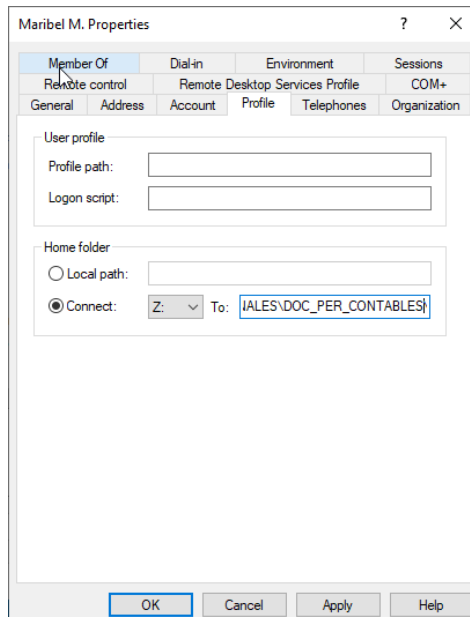 Maribel M. Properties ? ×
Member Of Dial-in Environment Sessions
Remote control Remote Desktop Services Profile COM+
General Address Account Profile Telephones Organization
User profile
Profile path:
Logon script:
Home folder
Local path:
Connect: Z: To: \DOC_PER_CONTABLES\
OK Cancel Apply Help